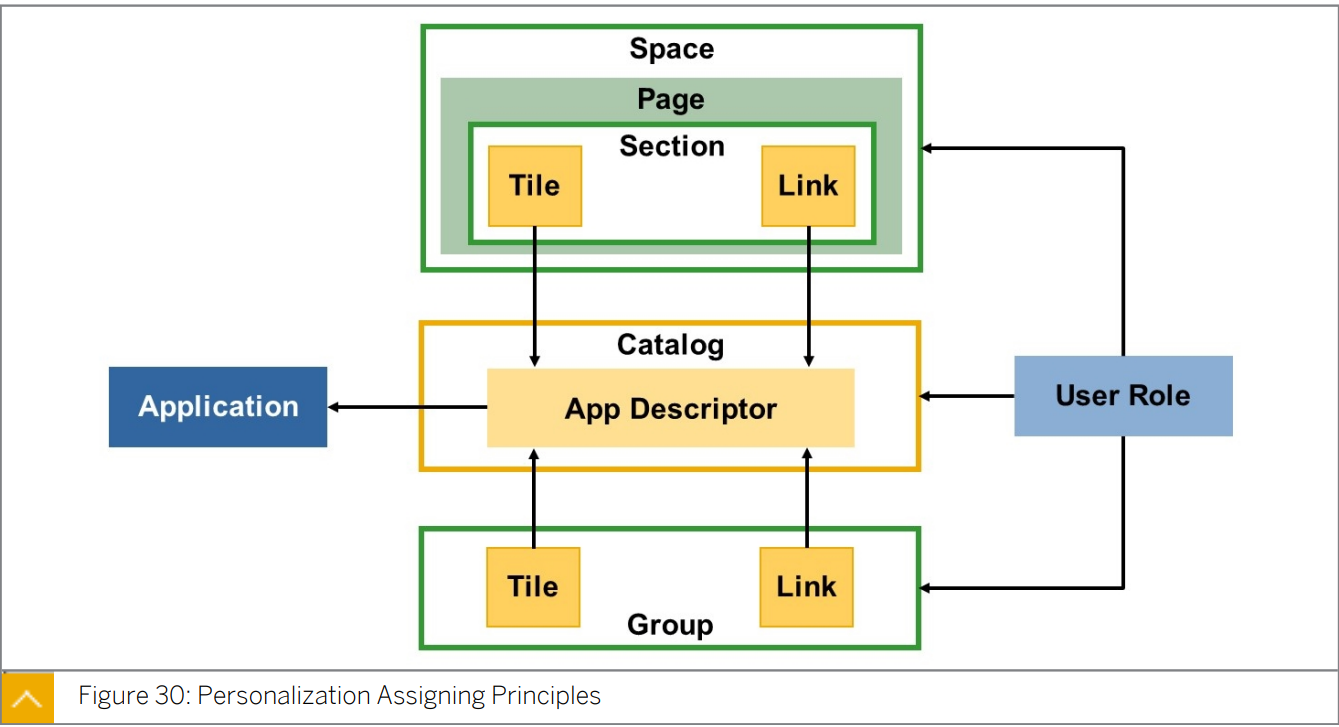 Space
Page
Section
Tile
Link
Catalog
Application
App Descriptor
User Role
Tile
Link
Group
Figure 30: Personalization Assigning Principles